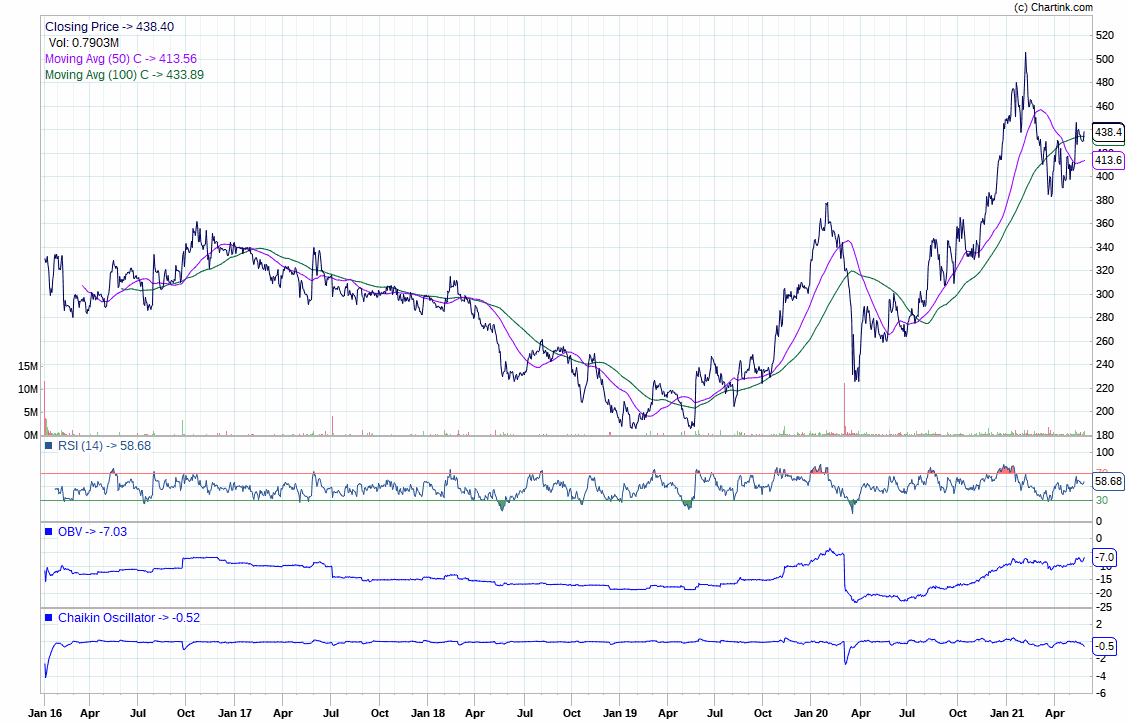 (c) Chartink.com
Closing Price -> 438.40
Vol: 0.7903M
Moving Avg (50) C -> 413.56
Moving Avg (100) C -> 433.89
520
500
480
460
438.4
420
413.6
400
380
360
340
320
300
280
260
240
220
200
180
15M
10M
5M
0M
RSI (14) -> 58.68
100
70
58.68
30
0
OBV -> -7.03
0
-7.0
-10
-15
-20
-25
Chaikin Oscillator -> -0.52
2
-0.5
-2
-4
-6
Jan 16 Apr Jul Oct Jan 17 Apr Jul Oct Jan 18 Apr Jul Oct Jan 19 Apr Jul Oct Jan 20 Apr Jul Oct Jan 21 Apr